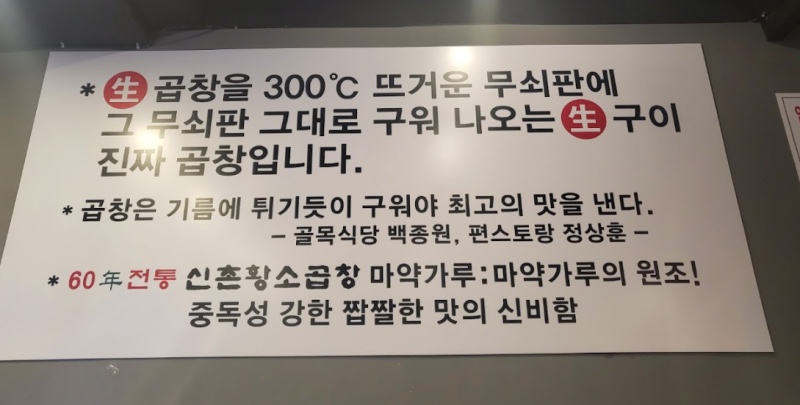 * 生 곱창을 300℃ 뜨거운 무쇠판에
그 무쇠판 그대로 구워 나오는 生 구이
진짜 곱창입니다.
* 곱창은 기름에 튀기듯이 구워야 최고의 맛을 낸다.
- 골목식당 백종원, 편스토랑 정상훈 -
* 60年 전통 신촌황소곱창 마약가루:마약가루의 원조!
중독성 강한 짭짤한 맛의 신비함